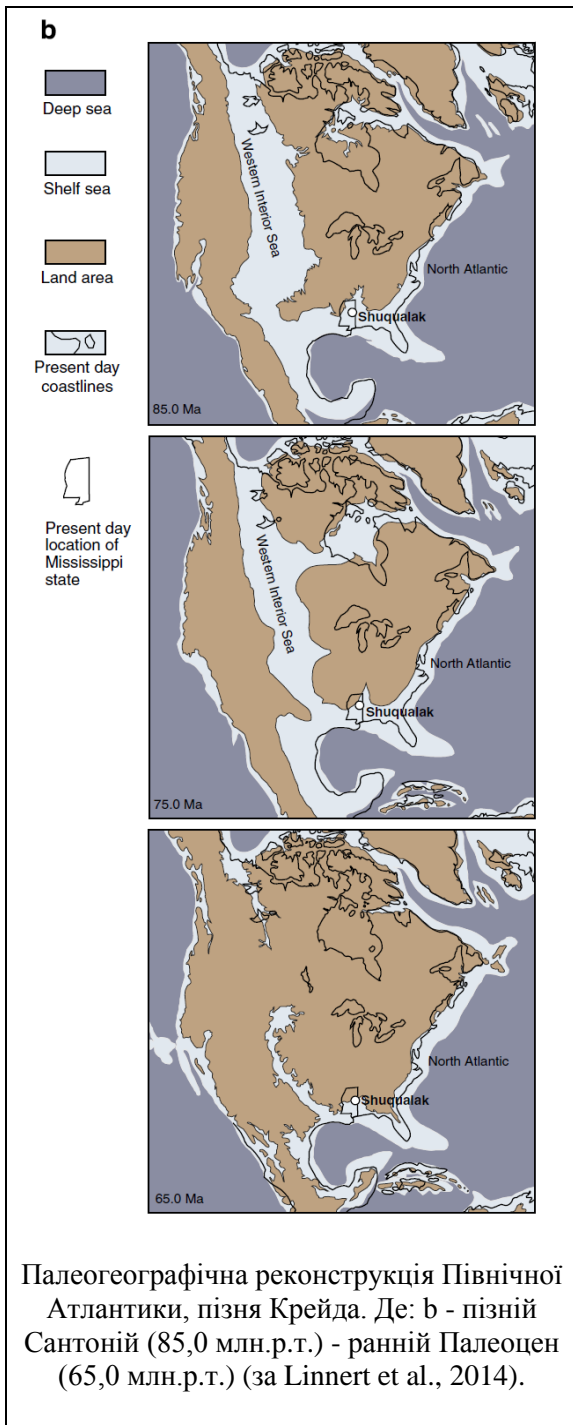 b
Deep sea
Shelf sea
Land area
Present day
coastlines
Present day
location of
Mississippi
state
Western Interior Sea
North Atlantic
Shuqualak
85.0 Ma
Western Interior Sea
North Atlantic
Shuqualak
75.0 Ma
North Atlantic
Shuqualak
65.0 Ma
Палеогеографічна реконструкція Північної
Атлантики, пізня Крейда. Де: b - пізній
Сантоній (85,0 млн.р.т.) - ранній Палеоцен
(65,0 млн.р.т.) (за Linnert et al., 2014).